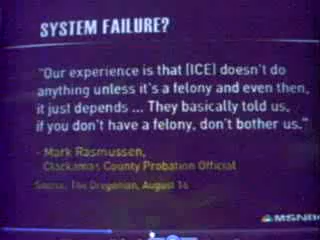 SYSTEM FAILURE?
"Our experience is that (ICE) doesn't do
anything unless it's a felony and even then,
it just depends ... They basically told us,
if you don't have a felony, don't bother us."
- Mark Rasmussen,
Clackamas County Probation Official
Source: The Oregonian, August 16
MSNBC